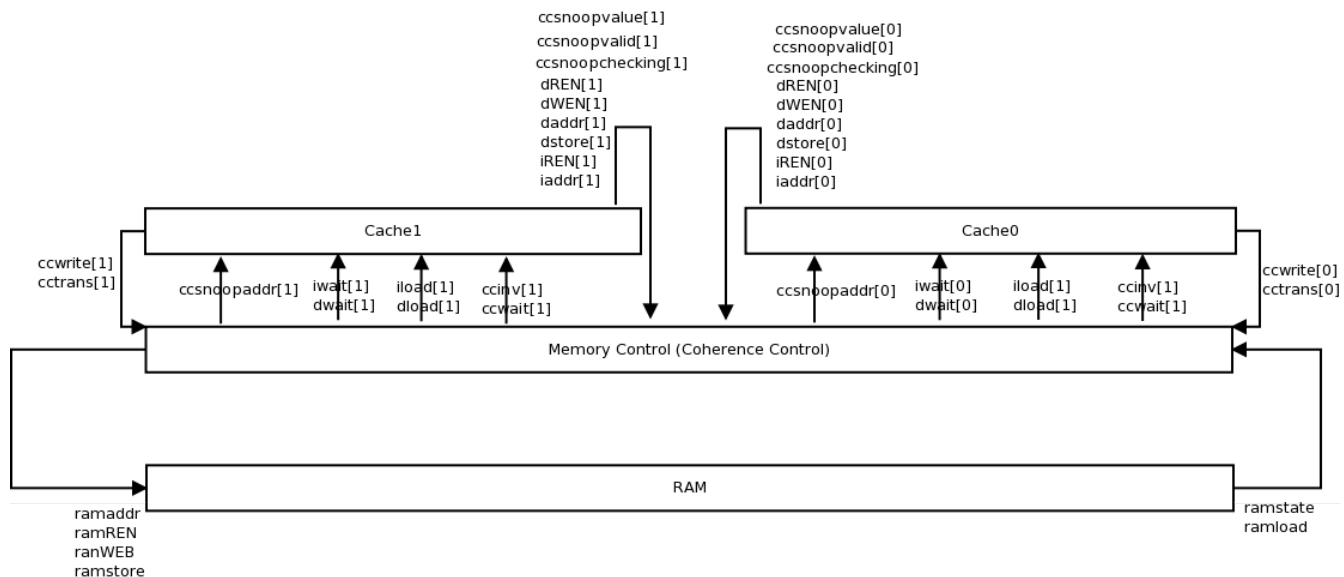 ccsnoopvalue[1]
ccsnoopvalid[1]
ccsnoopchecking[1]
dREN[1]
dWEN[1]
daddr[1]
dstore[1]
iREN[1]
iaddr[1]
ccsnoopvalue[0]
ccsnoopvalid[0]
ccsnoopchecking[0]
dREN[0]
dWEN[0]
daddr[0]
dstore[0]
iREN[0]
iaddr[0]
Cache1
Cache0
ccwrite[1]
cctrans[1]
ccsnoopaddr[1]
iwait[1]
dwait[1]
iload[1]
dload[1]
ccinv[1]
ccwait[1]
ccsnoopaddr[0]
iwait[0]
dwait[0]
iload[1]
dload[1]
ccinv[1]
ccwait[1]
ccwrite[0]
cctrans[0]
Memory Control (Coherence Control)
RAM
ramaddr
ramREN
ranWEB
ramstore
ramstate
ramload